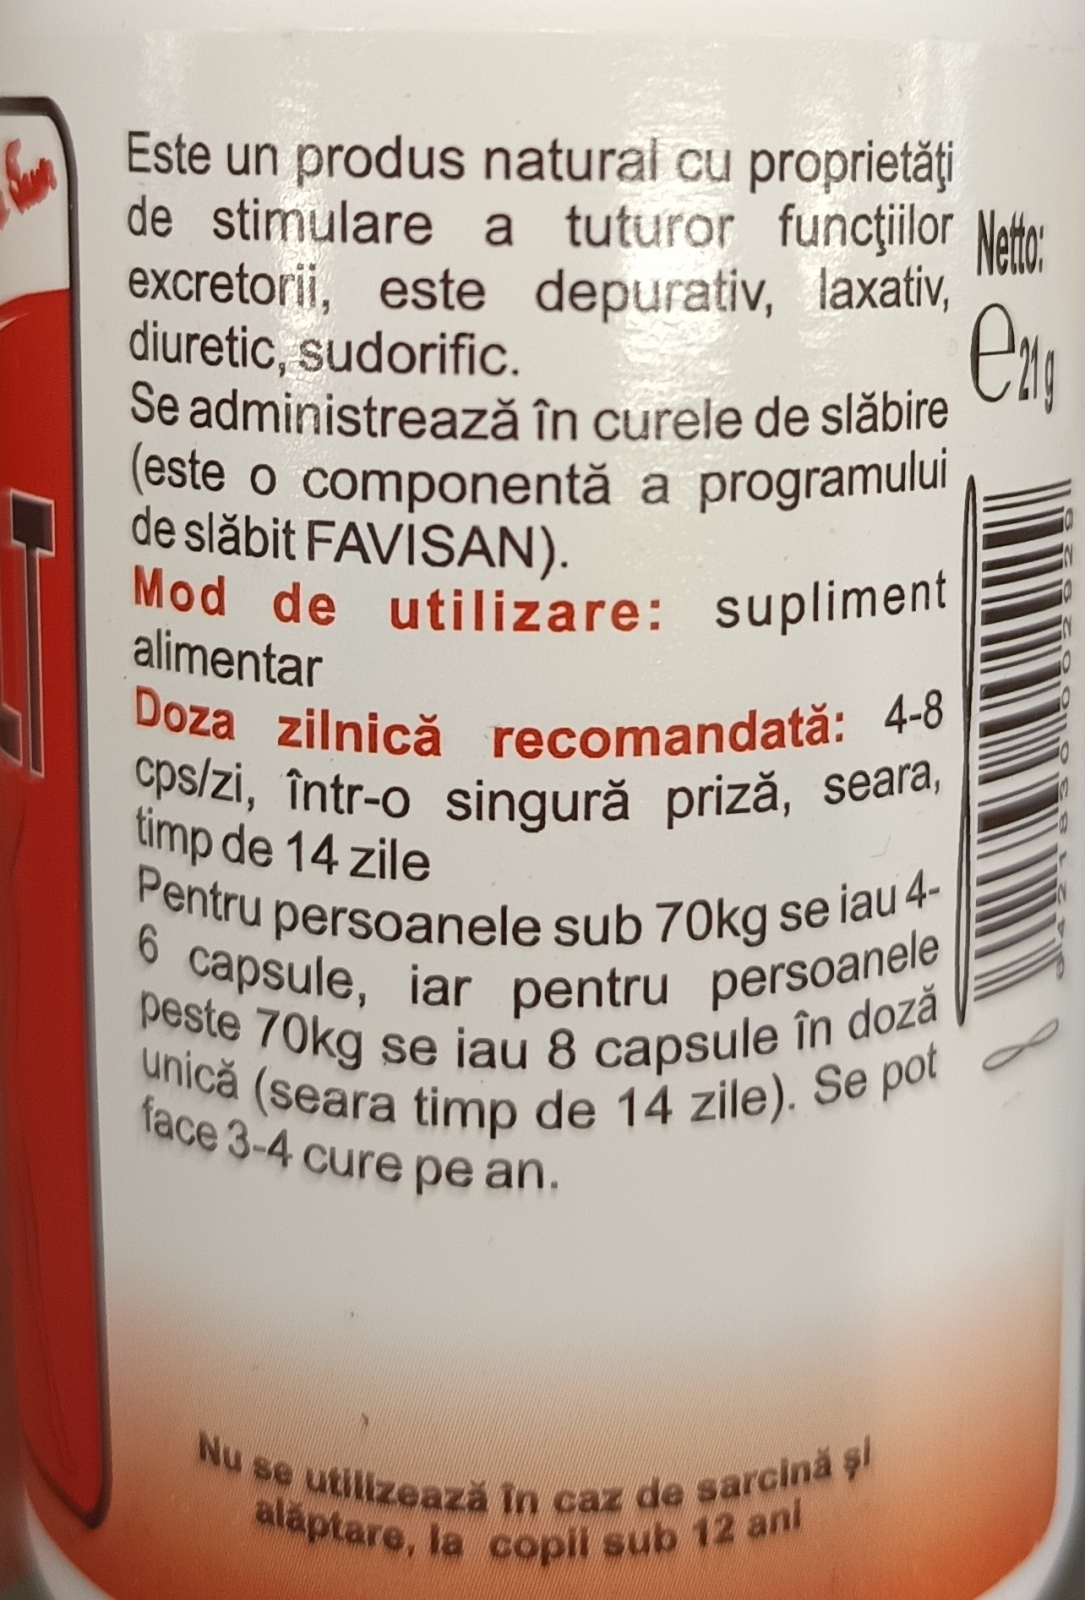 Este un produs natural cu proprietăţi
de stimulare a tuturor funcţiilor
excretorii, este depurativ, laxativ,
diuretic, sudorific.
Se administrează în curele de slăbire
(este o componentă a programului
de slăbit FAVISAN).
Mod de utilizare: supliment
alimentar
Doza zilnică recomandată: 4-8
cps/zi, într-o singură priză, seara,
timp de 14 zile
Pentru persoanele sub 70kg se iau 4-
6 capsule, iar pentru persoanele
peste 70kg se iau 8 capsule în doză
unică (seara timp de 14 zile). Se pot
face 3-4 cure pe an.
Nu se utilizează în caz de sarcină şi
alăptare, la copii sub 12 ani
Netto:
e 21 g